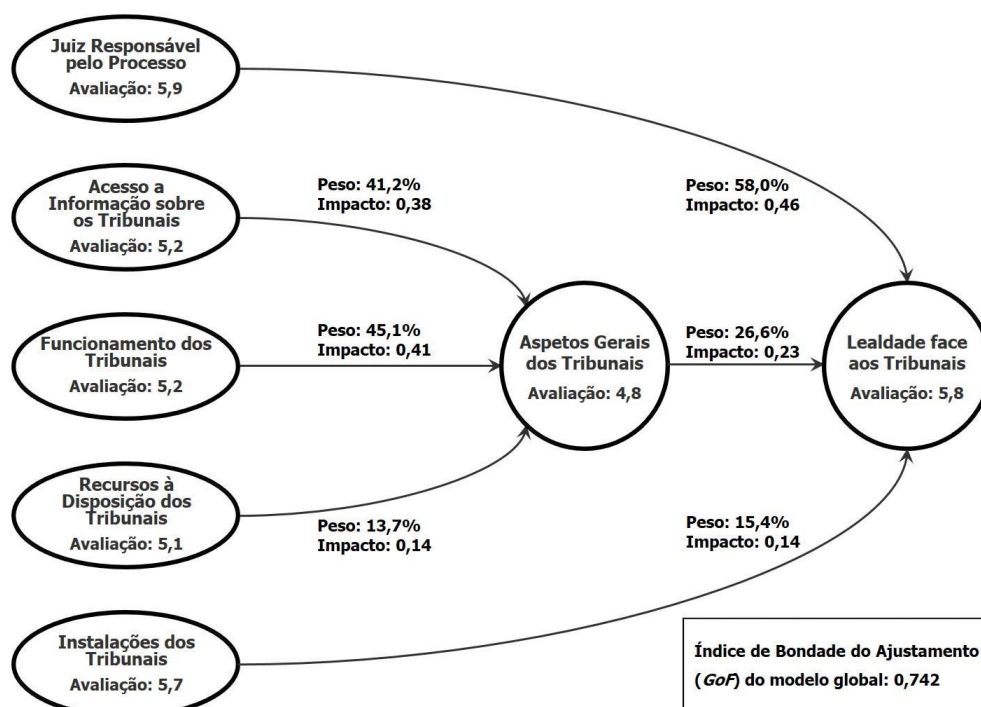 Juiz Responsável
pelo Processo
Avaliação: 5,9
Acesso a
Informação sobre
os Tribunais
Avaliação: 5,2
Peso: 41,2%
Impacto: 0,38
Peso: 58,0%
Impacto: 0,46
Funcionamento dos
Tribunais
Avaliação: 5,2
Peso: 45,1%
Impacto: 0,41
Aspetos Gerais
dos Tribunais
Avaliação: 4,8
Peso: 26,6%
Impacto: 0,23
Lealdade face
aos Tribunais
Avaliação: 5,8
Recursos à
Disposição dos
Tribunais
Avaliação: 5,1
Peso: 13,7%
Impacto: 0,14
Peso: 15,4%
Impacto: 0,14
Instalações dos
Tribunais
Avaliação: 5,7
Índice de Bondade do Ajustamento
(GoF) do modelo global: 0,742